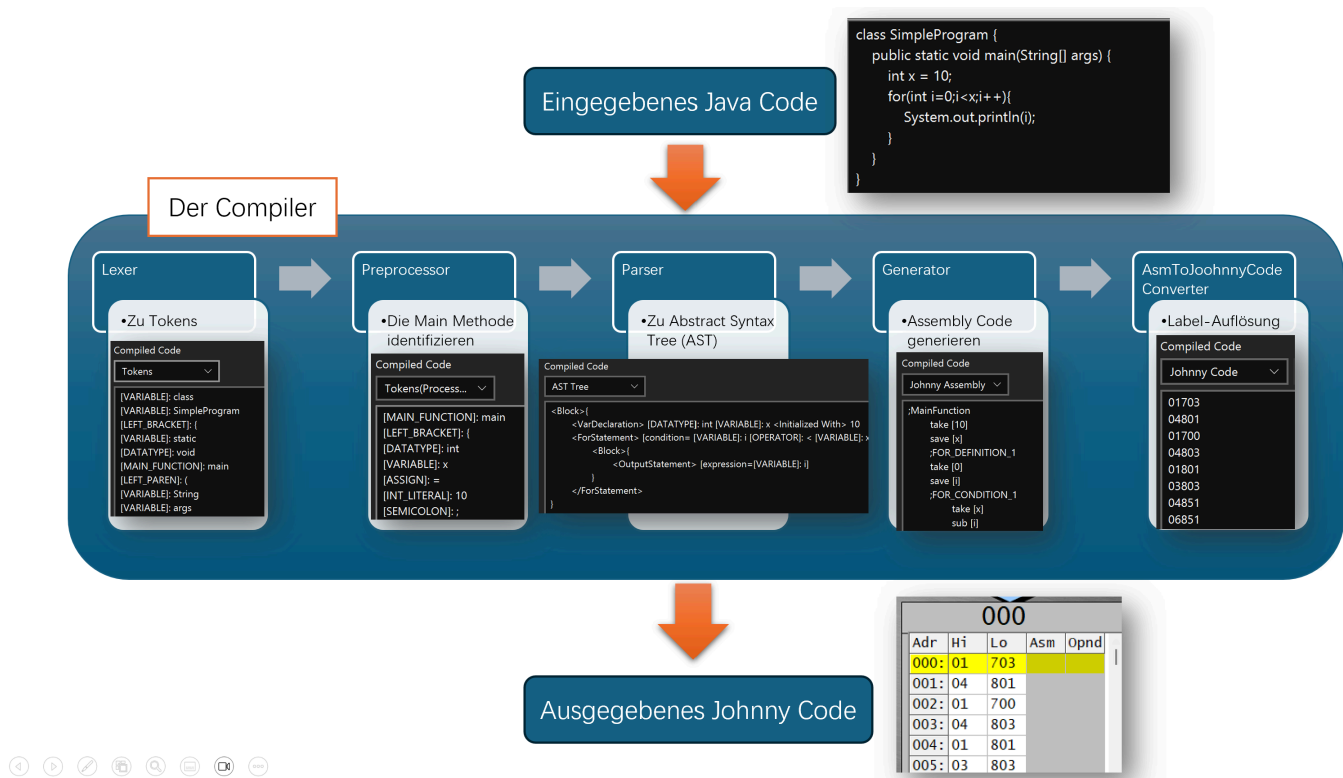 Eingegebenes Java Code
class SimpleProgram {
public static void main(String[] args) {
int x = 10;
for(int i=0;i<x;i++){
System.out.println(i);
}
}
}
Der Compiler
Lexer
•Zu Tokens
Compiled Code
Tokens
[VARIABLE]: class
[VARIABLE]: SimpleProgram
[LEFT_BRACKET]: {
[VARIABLE]: static
[DATATYPE]: void
[MAIN_FUNCTION]: main
[LEFT_PAREN]: (
[VARIABLE]: String
[VARIABLE]: args
Preprocessor
•Die Main Methode
identifizieren
Compiled Code
Tokens(Process...
[MAIN_FUNCTION]: main
[LEFT_BRACKET]: {
[DATATYPE]: int
[VARIABLE]: x
[ASSIGN]: =
[INT_LITERAL]: 10
[SEMICOLON]: ;
Parser
•Zu Abstract Syntax
Tree (AST)
Compiled Code
AST Tree
<Block>{
<VarDeclaration> [DATATYPE]: int [VARIABLE]: x <Initialized With> 10
<ForStatement> [condition= [VARIABLE]: i [OPERATOR]: < [VARIABLE]: x
<Block>{
<OutputStatement> [expression=[VARIABLE]: i]
}
</ForStatement>
}
Generator
•Assembly Code
generieren
Compiled Code
Johnny Assembly
;MainFunction
take [10]
save [x]
;FOR_DEFINITION_1
take [0]
save [i]
;FOR_CONDITION_1
take [x]
sub [i]
AsmToJoohnnyCode
Converter
•Label-Auflösung
Compiled Code
Johnny Code
01703
04801
01700
04803
01801
03803
04851
06851
Ausgegebenes Johnny Code
000
Adr Hi Lo Asm Opnd
000: 01 703
001: 04 801
002: 01 700
003: 04 803
004: 01 801
005: 03 803